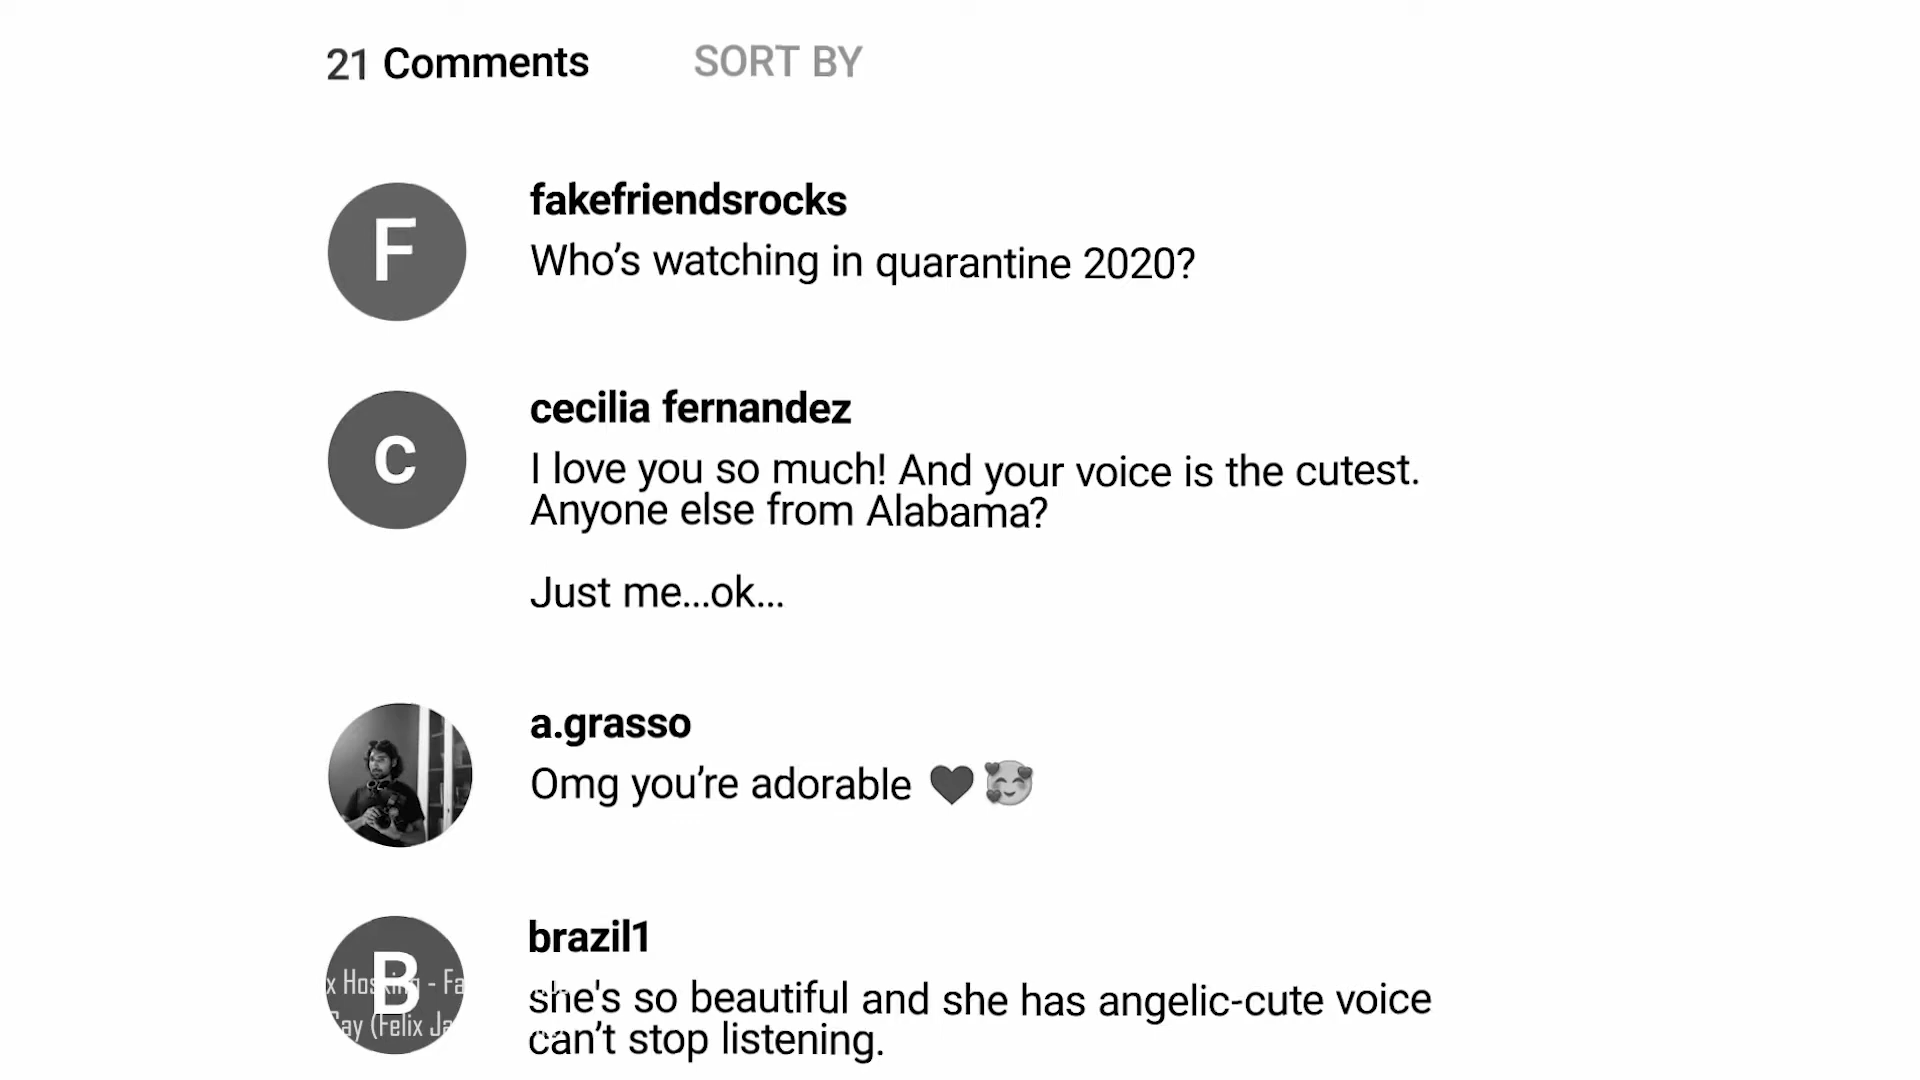 21 Comments SORT BY
F
fakefriendsrocks
Who's watching in quarantine 2020?
C
cecilia fernandez
I love you so much! And your voice is the cutest.
Anyone else from Alabama?
Just me...ok...
a.grasso
Omg you're adorable
B
brazil1
she's so beautiful and she has angelic-cute voice
can't stop listening.
(Felix